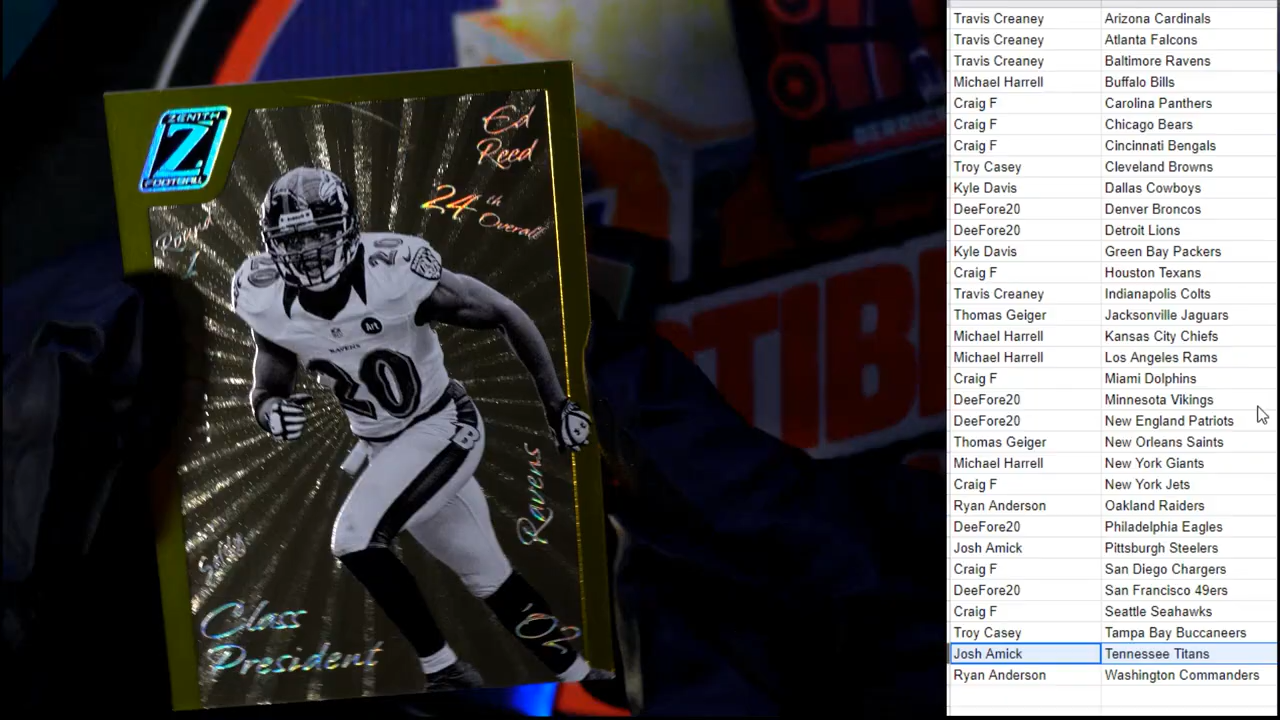 ZENITH
Z
FOOTBALL
Ed
Reed
24th
Overall
Round
1
20
20
Art
RAVENS
20
B
Ravens
Safety
Class
President
'02
TIB
Travis Creaney Arizona Cardinals
Travis Creaney Atlanta Falcons
Travis Creaney Baltimore Ravens
Michael Harrell Buffalo Bills
Craig F Carolina Panthers
Craig F Chicago Bears
Craig F Cincinnati Bengals
Troy Casey Cleveland Browns
Kyle Davis Dallas Cowboys
DeeFore20 Denver Broncos
DeeFore20 Detroit Lions
Kyle Davis Green Bay Packers
Craig F Houston Texans
Travis Creaney Indianapolis Colts
Thomas Geiger Jacksonville Jaguars
Michael Harrell Kansas City Chiefs
Michael Harrell Los Angeles Rams
Craig F Miami Dolphins
DeeFore20 Minnesota Vikings
DeeFore20 New England Patriots
Thomas Geiger New Orleans Saints
Michael Harrell New York Giants
Craig F New York Jets
Ryan Anderson Oakland Raiders
DeeFore20 Philadelphia Eagles
Josh Amick Pittsburgh Steelers
Craig F San Diego Chargers
DeeFore20 San Francisco 49ers
Craig F Seattle Seahawks
Troy Casey Tampa Bay Buccaneers
Josh Amick Tennessee Titans
Ryan Anderson Washington Commanders